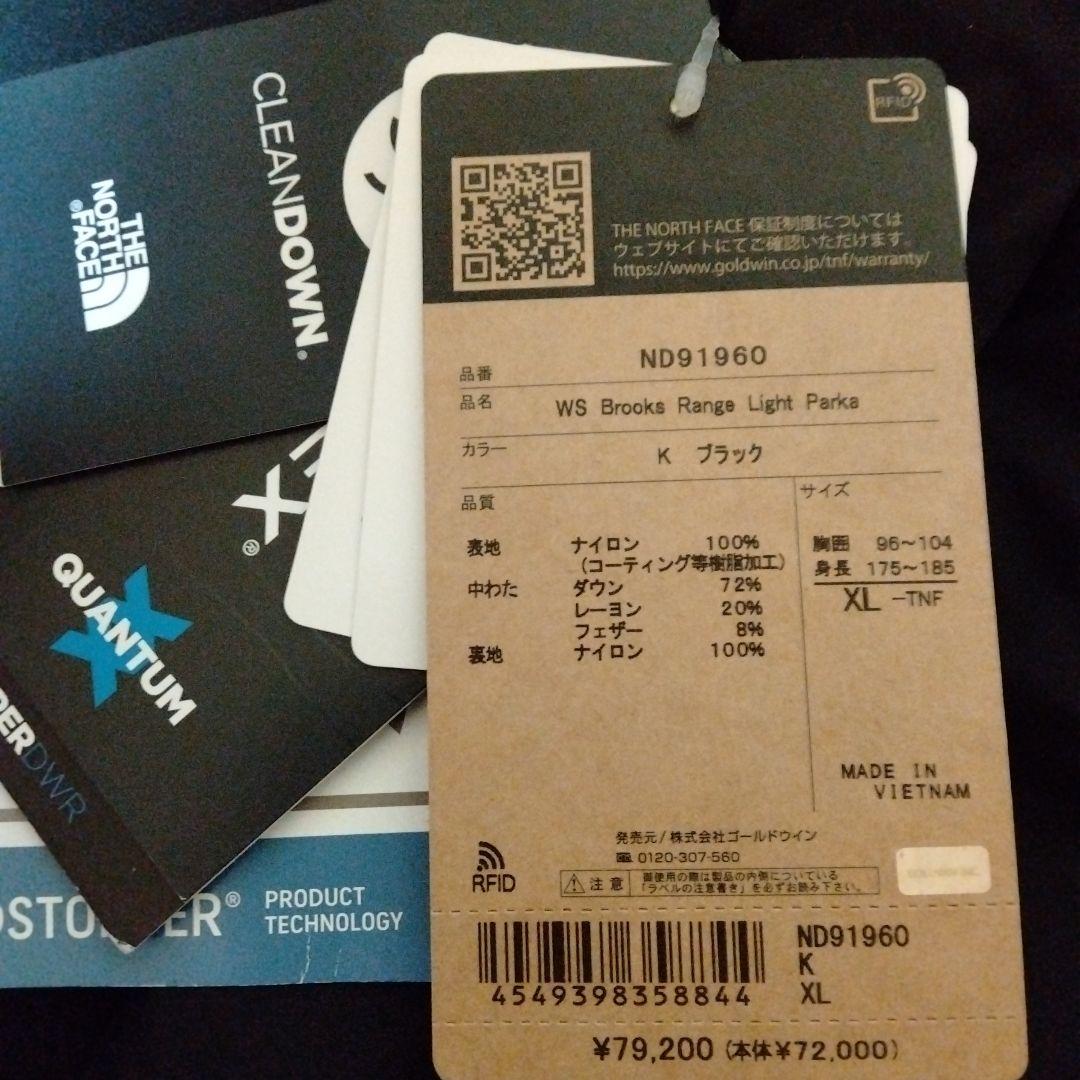 THE
NORTH
FACE®
CLEANDOWN.®
X®
QUANTUM
DERDWR
DSTO
ER®
PRODUCT
TECHNOLOGY
RFID
THE NORTH FACE 保証制度については
ウェブサイトにてご確認いただけます。
https://www.goldwin.co.jp/tnf/warranty/
品番 ND91960
品名 WS Brooks Range Light Parka
カラー K ブラック
品質
表地 ナイロン 100%
(コーティング等樹脂加工)
中わた ダウン 72%
レーヨン 20%
フェザー 8%
裏地 ナイロン 100%
サイズ
胸囲 96～104
身長 175～185
XL -TNF
MADE IN
VIETNAM
発売元/株式会社ゴールドウイン
0120-307-560
RFID
注意
御使用の際は製品の内側についている
「ラベルの注意書き」を必ずお読み下さい。
4549398358844
ND91960
K
XL
¥79,200 (本体¥72,000)